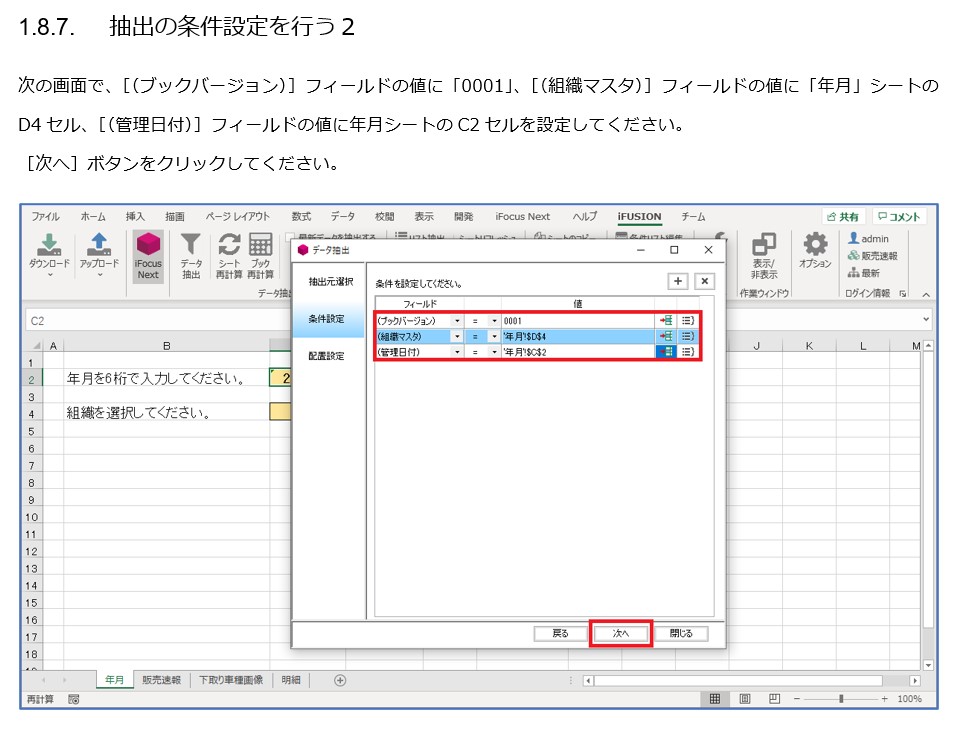 1.8.7. 抽出の条件設定を行う 2
次の画面で、［(ブックバージョン)］フィールドの値に「0001」、［(組織マスタ)］フィールドの値に「年月」シートの
D4 セル、［(管理日付)］フィールドの値に年月シートの C2 セルを設定してください。
［次へ］ボタンをクリックしてください。
ファイル ホーム 挿入 描画 ページ レイアウト 数式 データ 校閲 表示 開発 iFocus Next ヘルプ iFUSION チーム 共有 コメント
ダウンロード アップロード iFocus Next データ抽出 シート再計算 ブック再計算 表示/非表示 オプション admin
販売速報
最新
作業ウィンドウ ログイン情報
データ抽出
C2
抽出元選択
条件設定
配置設定
条件を設定してください。
+ ×
フィールド 値
(ブックバージョン) = 0001
(組織マスタ) = '年月'!$D$4
(管理日付) = '年月'!$C$2
戻る 次へ 閉じる
A B J K L M
1
2 年月を6桁で入力してください。 2
3
4 組織を選択してください。
5
6
7
8
9
10
11
12
13
14
15
16
17
18
年月 販売速報 下取り車種画像 明細
再計算 100%